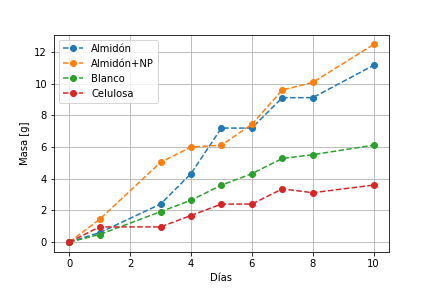 Almidón
Almidón+NP
Blanco
Celulosa
Masa [g]
12
10
8
6
4
2
0
0 2 4 6 8 10
Días